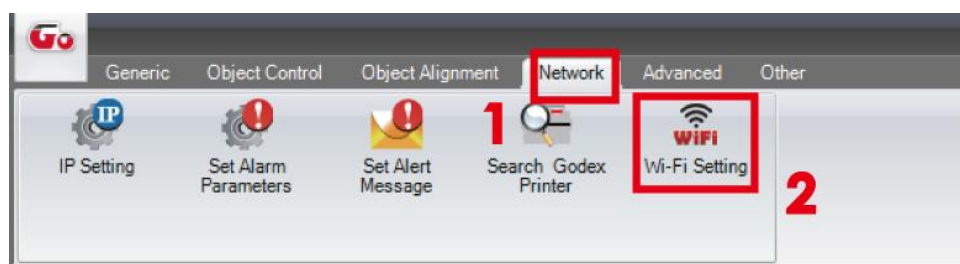 Go
Generic Object Control Object Alignment Network Advanced Other
1
IP
WiFi
IP Setting Set Alarm Parameters Set Alert Message Search Godex Printer Wi-Fi Setting
2